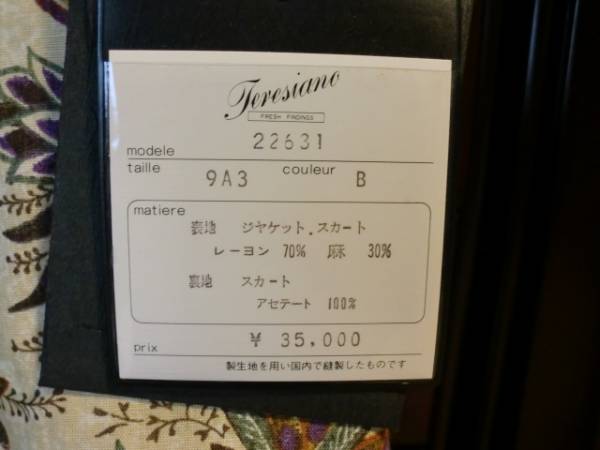 Teresiano
FRESH FINDINGS
modele 22631
taille 9A3 couleur B
matiere
表地 ジヤケット.スカート
レーヨン 70% 麻 30%
裏地 スカート
アセテート 100%
prix ¥ 35,000
製生地を用い国内で縫製したものです